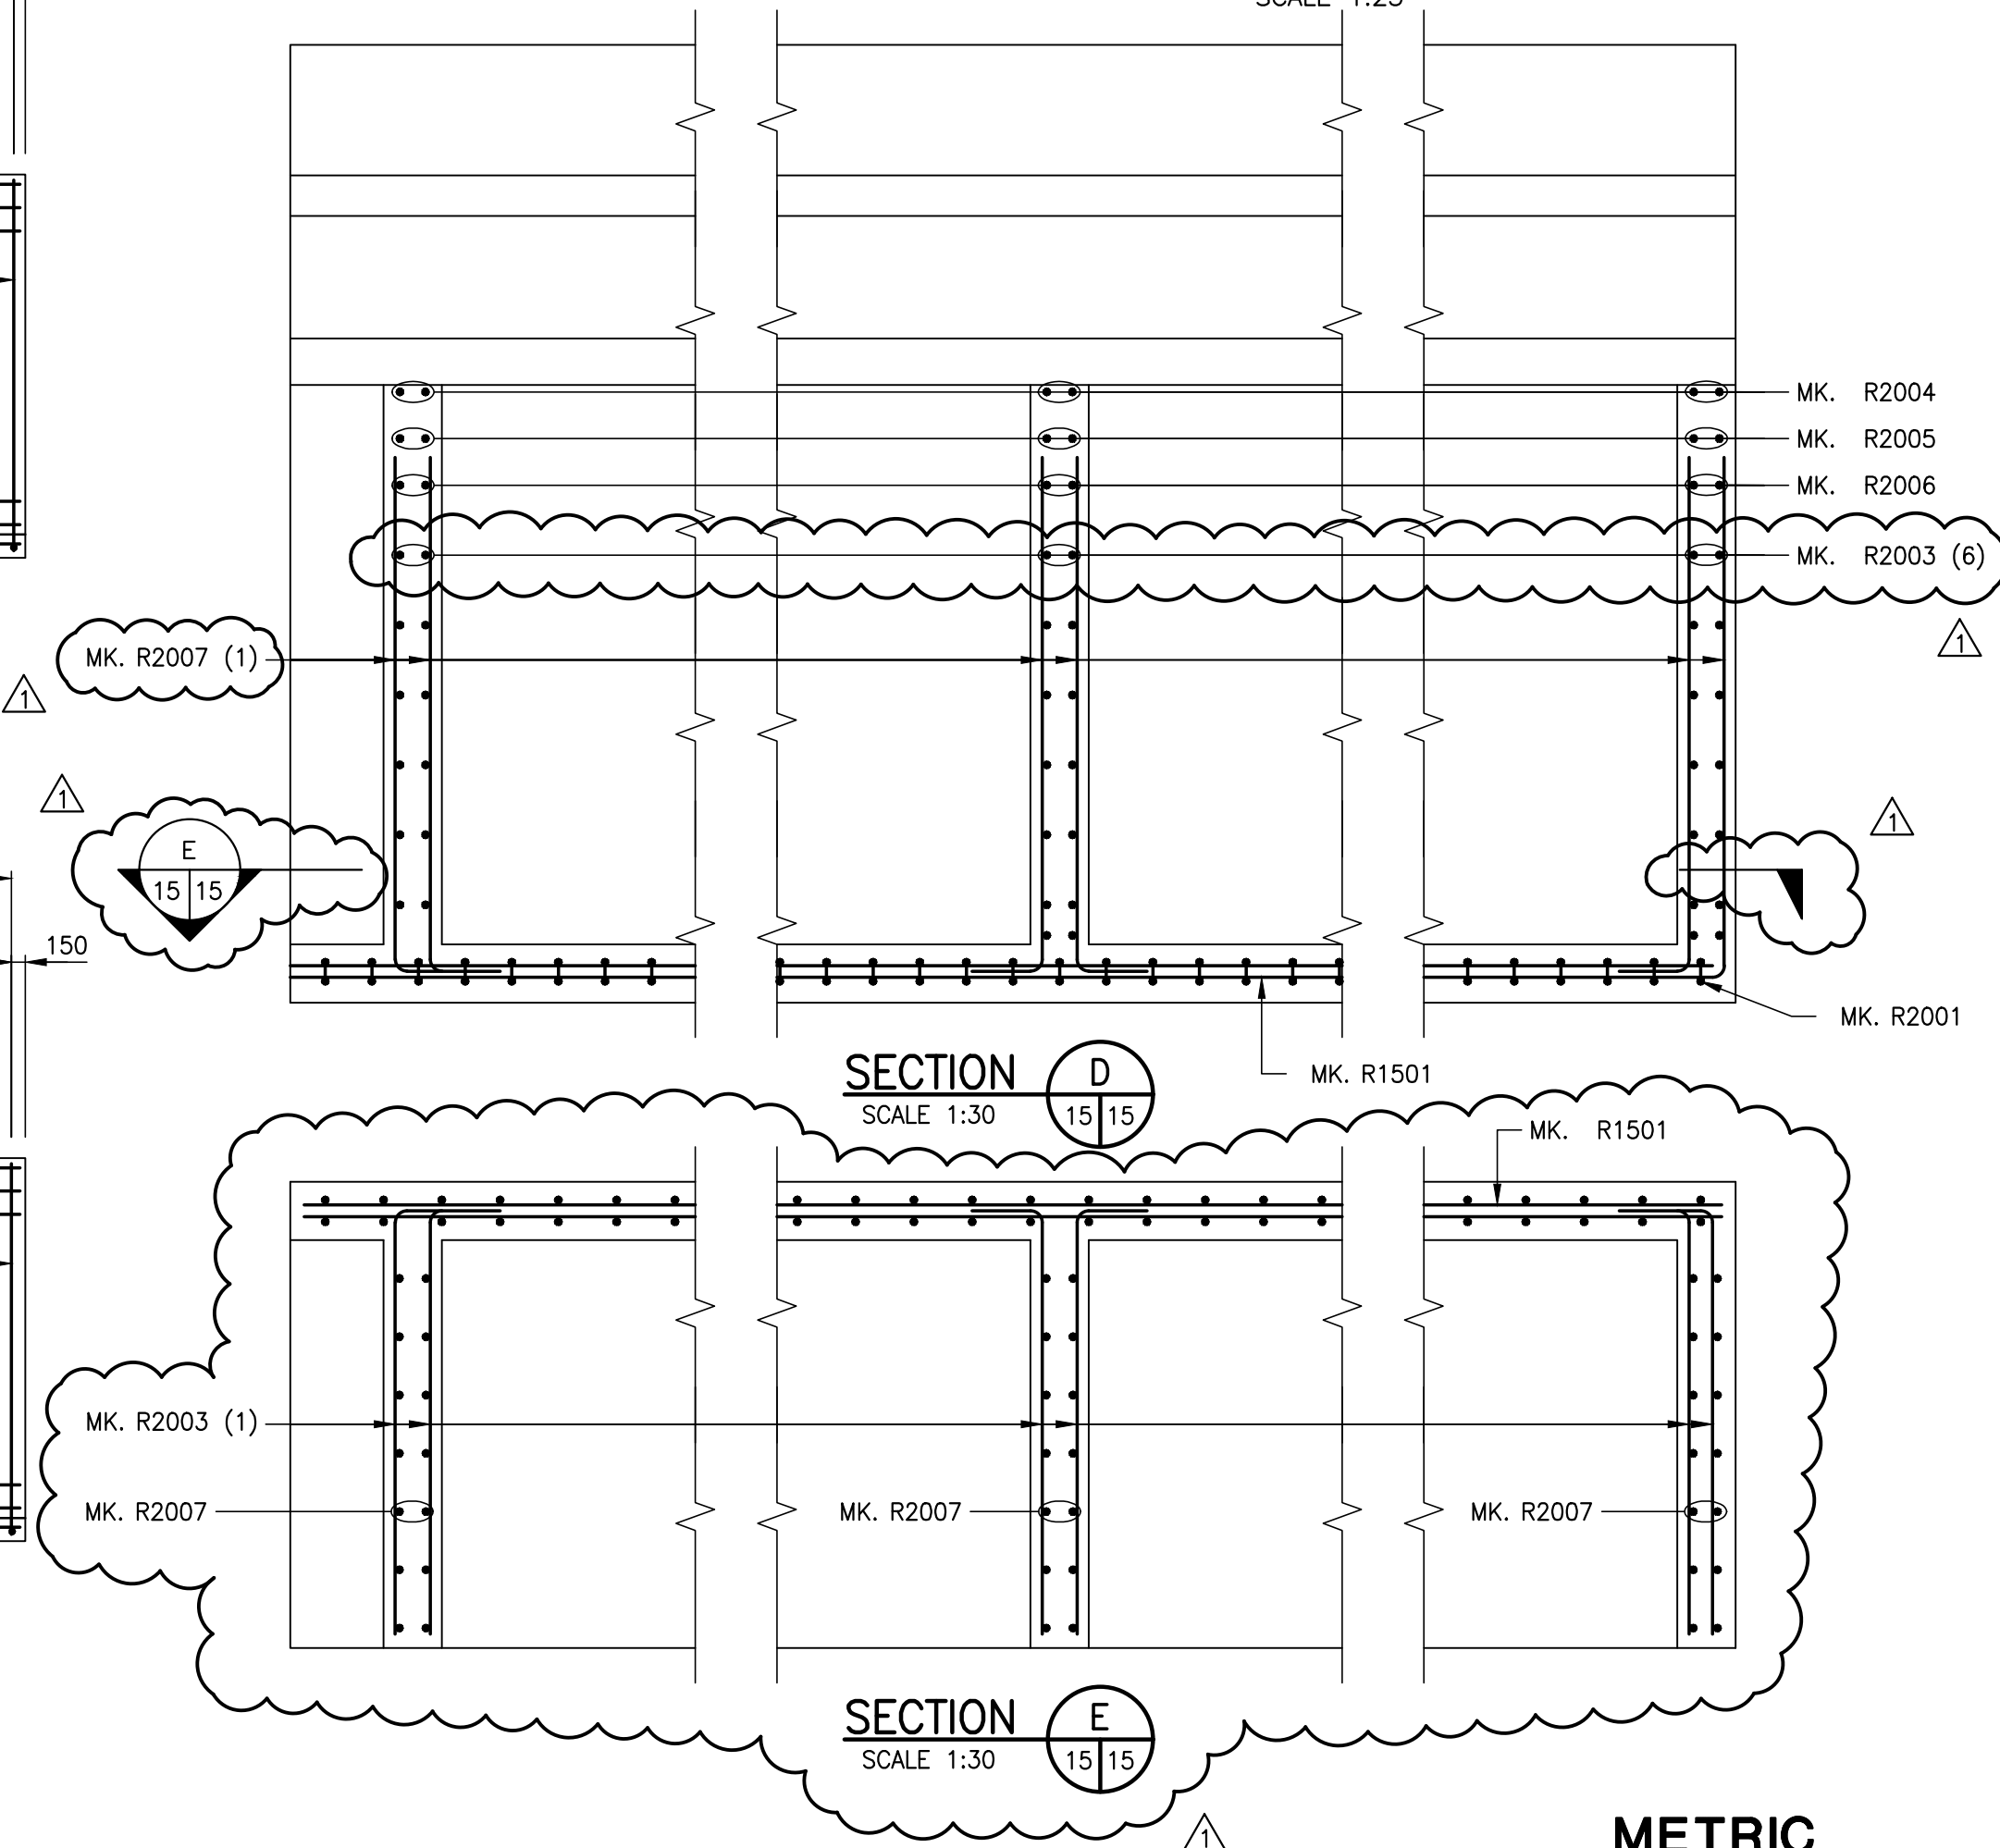 SCALE 1:25
MK. R2004
MK. R2005
MK. R2006
MK. R2003 (6)
1
MK. R2007 (1)
1
1
1
E
15 15
150
MK. R2001
SECTION D
SCALE 1:30 15 15
MK. R1501
MK. R1501
MK. R2003 (1)
MK. R2007
MK. R2007
MK. R2007
SECTION E
SCALE 1:30 15 15
1
METRIC